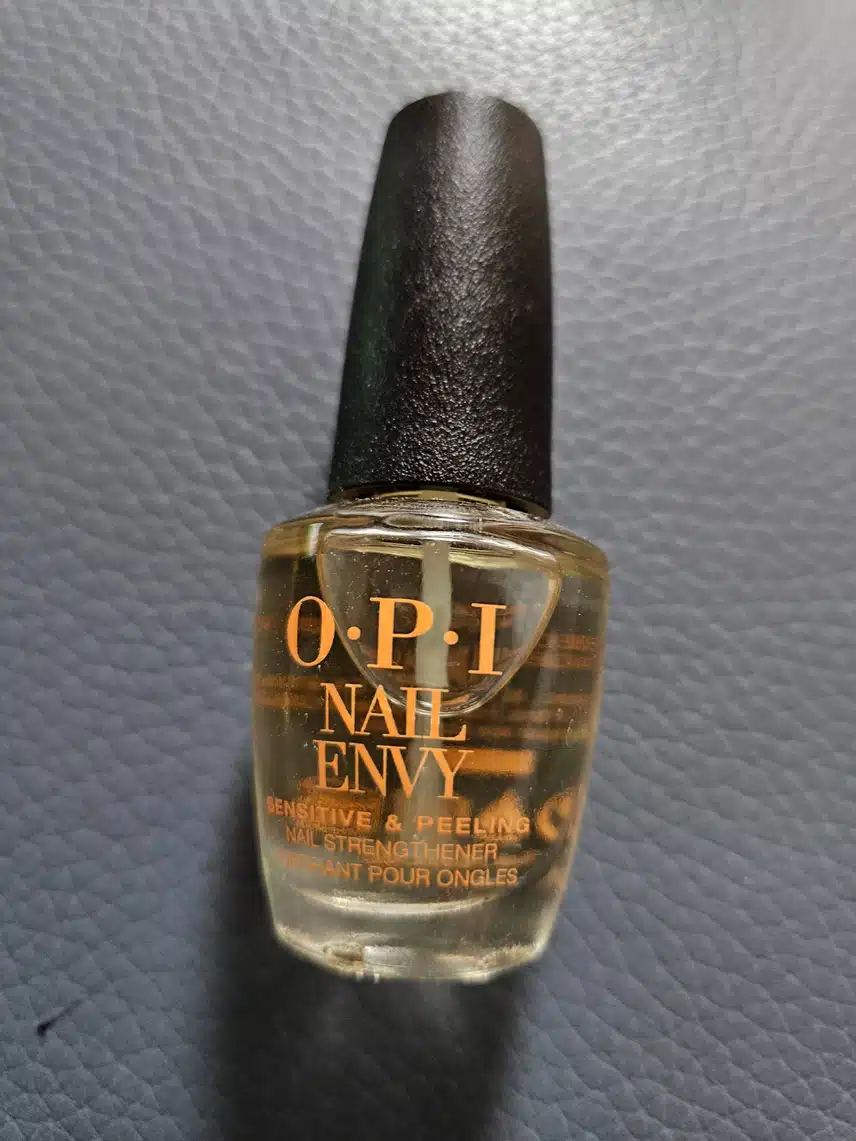 O·P·I
NAIL
ENVY
SENSITIVE & PEELING
NAIL STRENGTHENER
POUR ONGLES